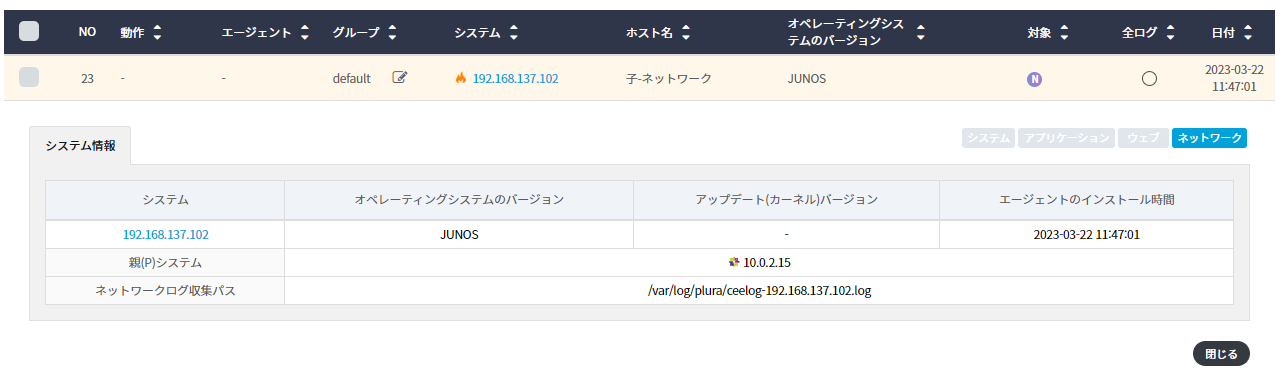 NO 動作 エージェント グループ システム ホスト名 オペレーティングシス
テムのバージョン 対象 全ログ 日付
23 - - default 192.168.137.102 子-ネットワーク JUNOS N 2023-03-22
11:47:01
システム情報 システム アプリケーション ウェブ ネットワーク
システム オペレーティングシステムのバージョン アップデート(カーネル)バージョン エージェントのインストール時間
192.168.137.102 JUNOS - 2023-03-22 11:47:01
親(P)システム 10.0.2.15
ネットワークログ収集パス /var/log/plura/ceelog-192.168.137.102.log
閉じる